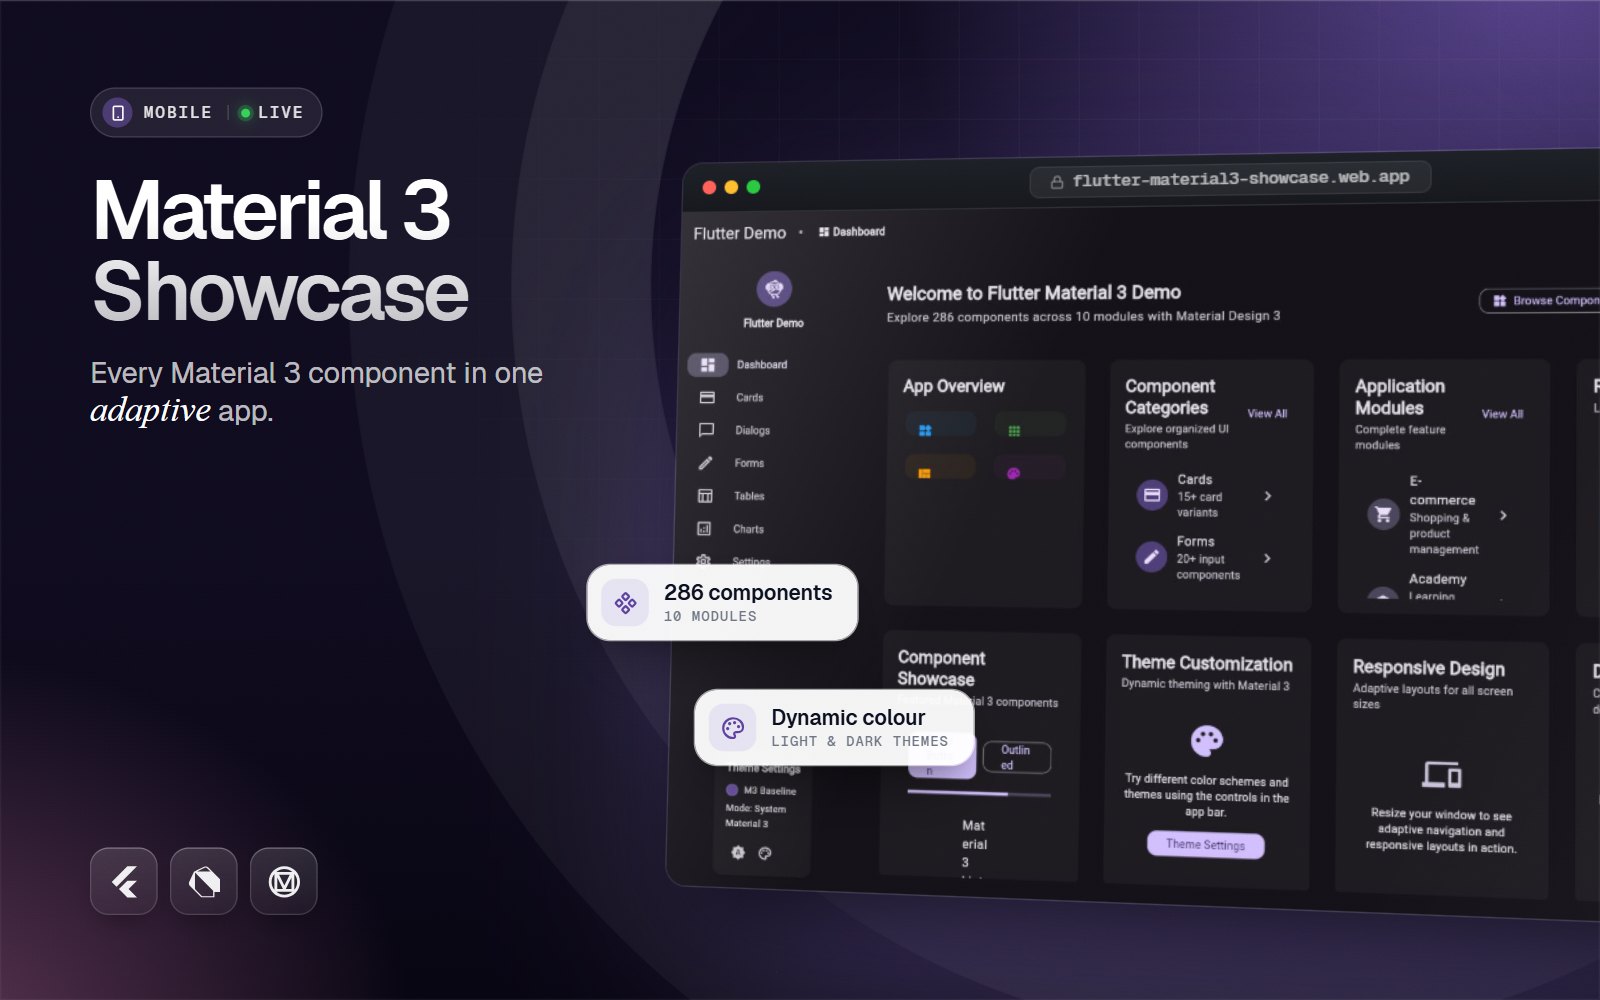 MOBILE | LIVE
Material 3
Showcase
Every Material 3 component in one
adaptive app.
flutter-material3-showcase.web.app
Flutter Demo • Dashboard
Flutter Demo
Dashboard
Cards
Dialogs
Forms
Tables
Charts
Settings
286 components
10 MODULES
Dynamic colour
LIGHT & DARK THEMES
Theme Settings
M3 Baseline
Mode: System
Material 3
Welcome to Flutter Material 3 Demo
Explore 286 components across 10 modules with Material Design 3
Browse Compon
App Overview
Component
Categories
View All
Explore organized UI
components
Cards
15+ card
variants
Forms
20+ input
components
Application
Modules
View All
Complete feature
modules
E-
commerce
Shopping &
product
management
Academy
Learning
Component
Showcase
Material 3 components
n
Outlin
ed
Mat
erial
3
Theme Customization
Dynamic theming with Material 3
Try different color schemes and
themes using the controls in the
app bar.
Theme Settings
Responsive Design
Adaptive layouts for all screen
sizes
Resize your window to see
adaptive navigation and
responsive layouts in action.